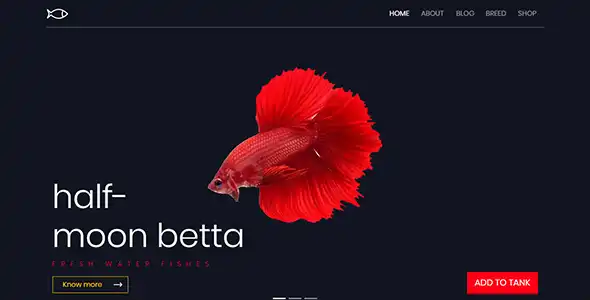 HOME ABOUT BLOG BREED SHOP
half-
moon betta
FRESH WATER FISHES
Know more
ADD TO TANK